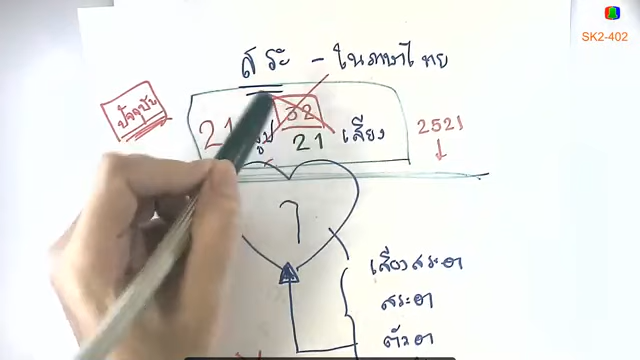 SK2-402
สระ - ในภาษาไทย
ปัจจุบัน
32
21 รูป 21 เสียง
2521
า
เสียงสระอา
สระอา
ตัวอา